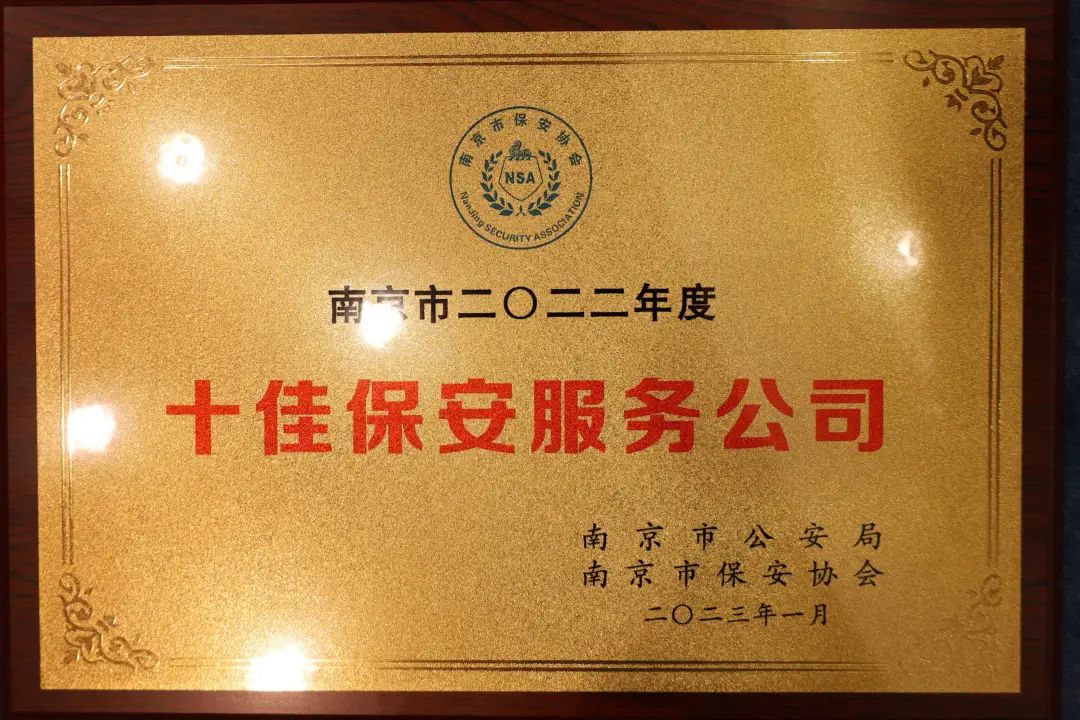 南京市保安协会
NSA
NanJing SECURITY ASSOCIATION
南京市二〇二二年度
十佳保安服务公司
南京市公安局
南京市保安协会
二〇二三年一月